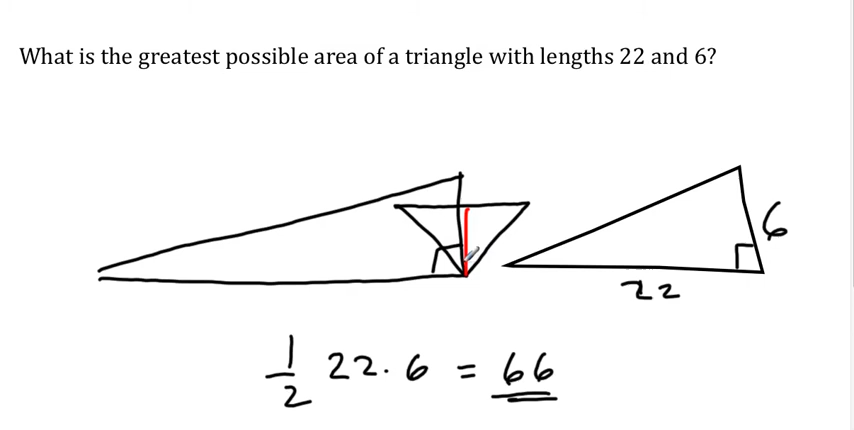 What is the greatest possible area of a triangle with lengths 22 and 6?
6
22
1/2 22 · 6 = 66